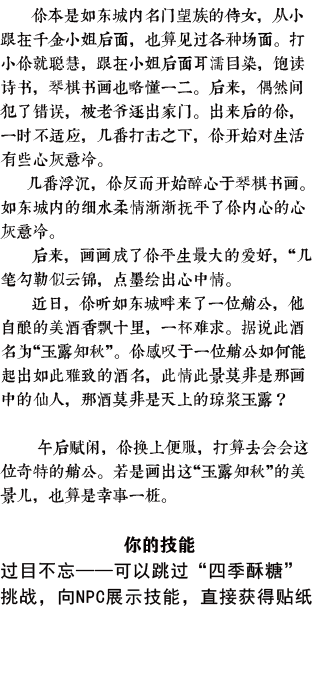 你本是如东城内名门望族的侍女，从小
跟在千金小姐后面，也算见过各种场面。打
小你就聪慧，跟在小姐后面耳濡目染，饱读
诗书，琴棋书画也略懂一二。后来，偶然间
犯了错误，被老爷逐出家门。出来后的你，
一时不适应，几番打击之下，你开始对生活
有些心灰意冷。
几番浮沉，你反而开始醉心于琴棋书画。
如东城内的细水柔情渐渐抚平了你内心的心
灰意冷。
后来，画画成了你平生最大的爱好，“几
笔勾勒似云锦，点墨绘出心中情。
近日，你听如东城畔来了一位艄公，他
自酿的美酒香飘十里，一杯难求。据说此酒
名为“玉露知秋”。你感叹于一位艄公如何能
起出如此雅致的酒名，此情此景莫非是那画
中的仙人，那酒莫非是天上的琼浆玉露？
午后赋闲，你换上便服，打算去会会这
位奇特的艄公。若是画出这“玉露知秋”的美
景儿，也算是幸事一桩。
你的技能
过目不忘——可以跳过“四季酥糖”
挑战，向NPC展示技能，直接获得贴纸